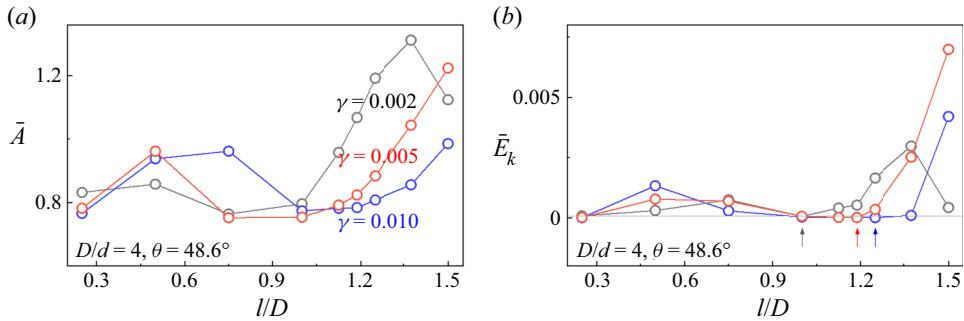 (a)
1.2
0.8
Ā
γ = 0.002
γ = 0.005
γ = 0.010
D/d = 4, θ = 48.6°
0.3 0.6 0.9 1.2 1.5
l/D
(b)
0.005
0
Ēk
D/d = 4, θ = 48.6°
0.3 0.6 0.9 1.2 1.5
l/D